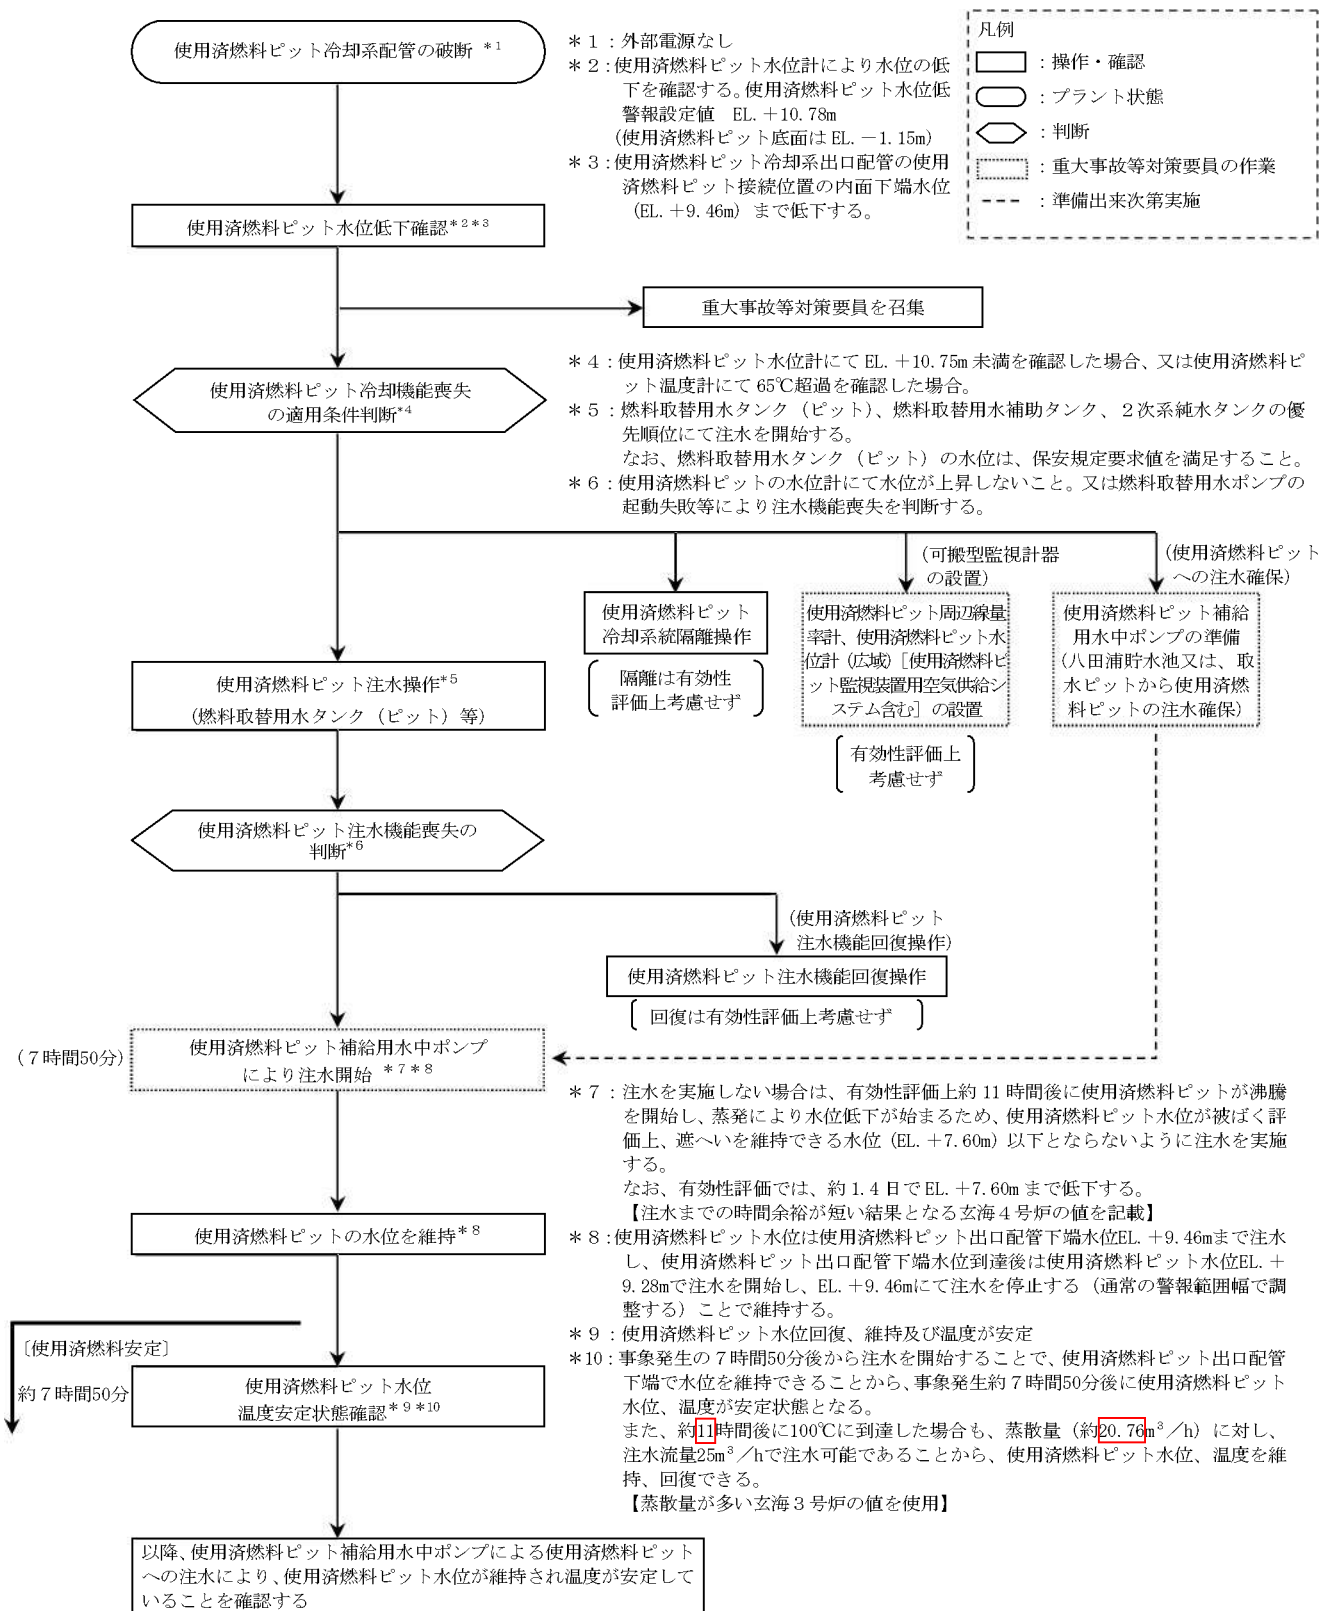 使用済燃料ピット冷却系配管の破断 *1
*1：外部電源なし
*2：使用済燃料ピット水位計により水位の低
下を確認する。使用済燃料ピット水位低
警報設定値　EL.＋10.78m
(使用済燃料ピット底面は EL.－1.15m)
*3：使用済燃料ピット冷却系出口配管の使用
済燃料ピット接続位置の内面下端水位
(EL.＋9.46m) まで低下する。
凡例
：操作・確認
：プラント状態
：判断
：重大事故等対策要員の作業
：準備出来次第実施
使用済燃料ピット水位低下確認*2*3
重大事故等対策要員を召集
使用済燃料ピット冷却機能喪失
の適用条件判断*4
*4：使用済燃料ピット水位計にて EL.＋10.75m 未満を確認した場合、又は使用済燃料ピ
ット温度計にて 65℃超過を確認した場合。
*5：燃料取替用水タンク（ピット）、燃料取替用水補助タンク、２次系純水タンクの優
先順位にて注水を開始する。
なお、燃料取替用水タンク（ピット）の水位は、保安規定要求値を満足すること。
*6：使用済燃料ピットの水位計にて水位が上昇しないこと。又は燃料取替用水ポンプの
起動失敗等により注水機能喪失を判断する。
(可搬型監視計器
の設置)
(使用済燃料ピット
への注水確保)
使用済燃料ピット
冷却系統隔離操作
隔離は有効性
評価上考慮せず
使用済燃料ピット周辺線量
率計、使用済燃料ピット水
位計（広域）［使用済燃料ピ
ット監視装置用空気供給シ
ステム含む］の設置
有効性評価上
考慮せず
使用済燃料ピット補給
用水中ポンプの準備
(八田浦貯水池又は、取
水ピットから使用済燃
料ピットの注水確保)
使用済燃料ピット注水操作*5
(燃料取替用水タンク（ピット）等)
使用済燃料ピット注水機能喪失の
判断*6
(使用済燃料ピット
注水機能回復操作)
使用済燃料ピット注水機能回復操作
回復は有効性評価上考慮せず
(７時間50分)
使用済燃料ピット補給用水中ポンプ
により注水開始 *7*8
*7：注水を実施しない場合は、有効性評価上約 11 時間後に使用済燃料ピットが沸騰
を開始し、蒸発により水位低下が始まるため、使用済燃料ピット水位が被ばく評
価上、遮へいを維持できる水位（EL.＋7.60m）以下とならないように注水を実施
する。
なお、有効性評価では、約 1.4 日で EL.＋7.60m まで低下する。
【注水までの時間余裕が短い結果となる玄海４号炉の値を記載】
使用済燃料ピットの水位を維持*8
*8：使用済燃料ピット水位は使用済燃料ピット出口配管下端水位EL.＋9.46mまで注水
し、使用済燃料ピット出口配管下端水位到達後は使用済燃料ピット水位EL.＋
9.28mで注水を開始し、EL.＋9.46mにて注水を停止する（通常の警報範囲幅で調
整する）ことで維持する。
*9：使用済燃料ピット水位回復、維持及び温度が安定
*10：事象発生の７時間50分後から注水を開始することで、使用済燃料ピット出口配管
下端で水位を維持できることから、事象発生約７時間50分後に使用済燃料ピット
水位、温度が安定状態となる。
また、約11時間後に100℃に到達した場合も、蒸散量（約20.76m³／h）に対し、
注水流量25m³／hで注水可能であることから、使用済燃料ピット水位、温度を維
持、回復できる。
【蒸散量が多い玄海３号炉の値を使用】
〔使用済燃料安定〕
約７時間50分
使用済燃料ピット水位
温度安定状態確認*9*10
以降、使用済燃料ピット補給用水中ポンプによる使用済燃料ピット
への注水により、使用済燃料ピット水位が維持され温度が安定して
いることを確認する